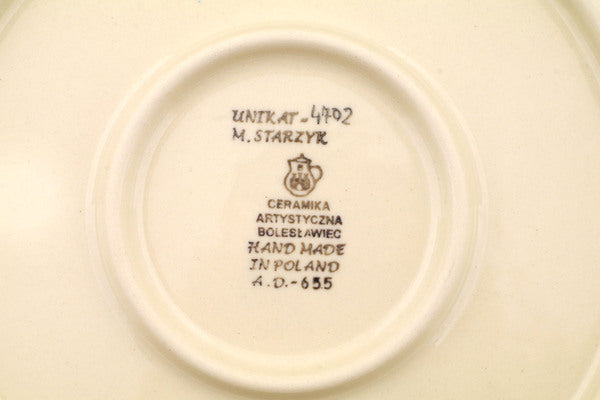 UNIKAT-4702
M. STARZYK
CERAMIKA
ARTYSTYCZNA
BOLESŁAWIEC
HAND MADE
IN POLAND
A.D.-655